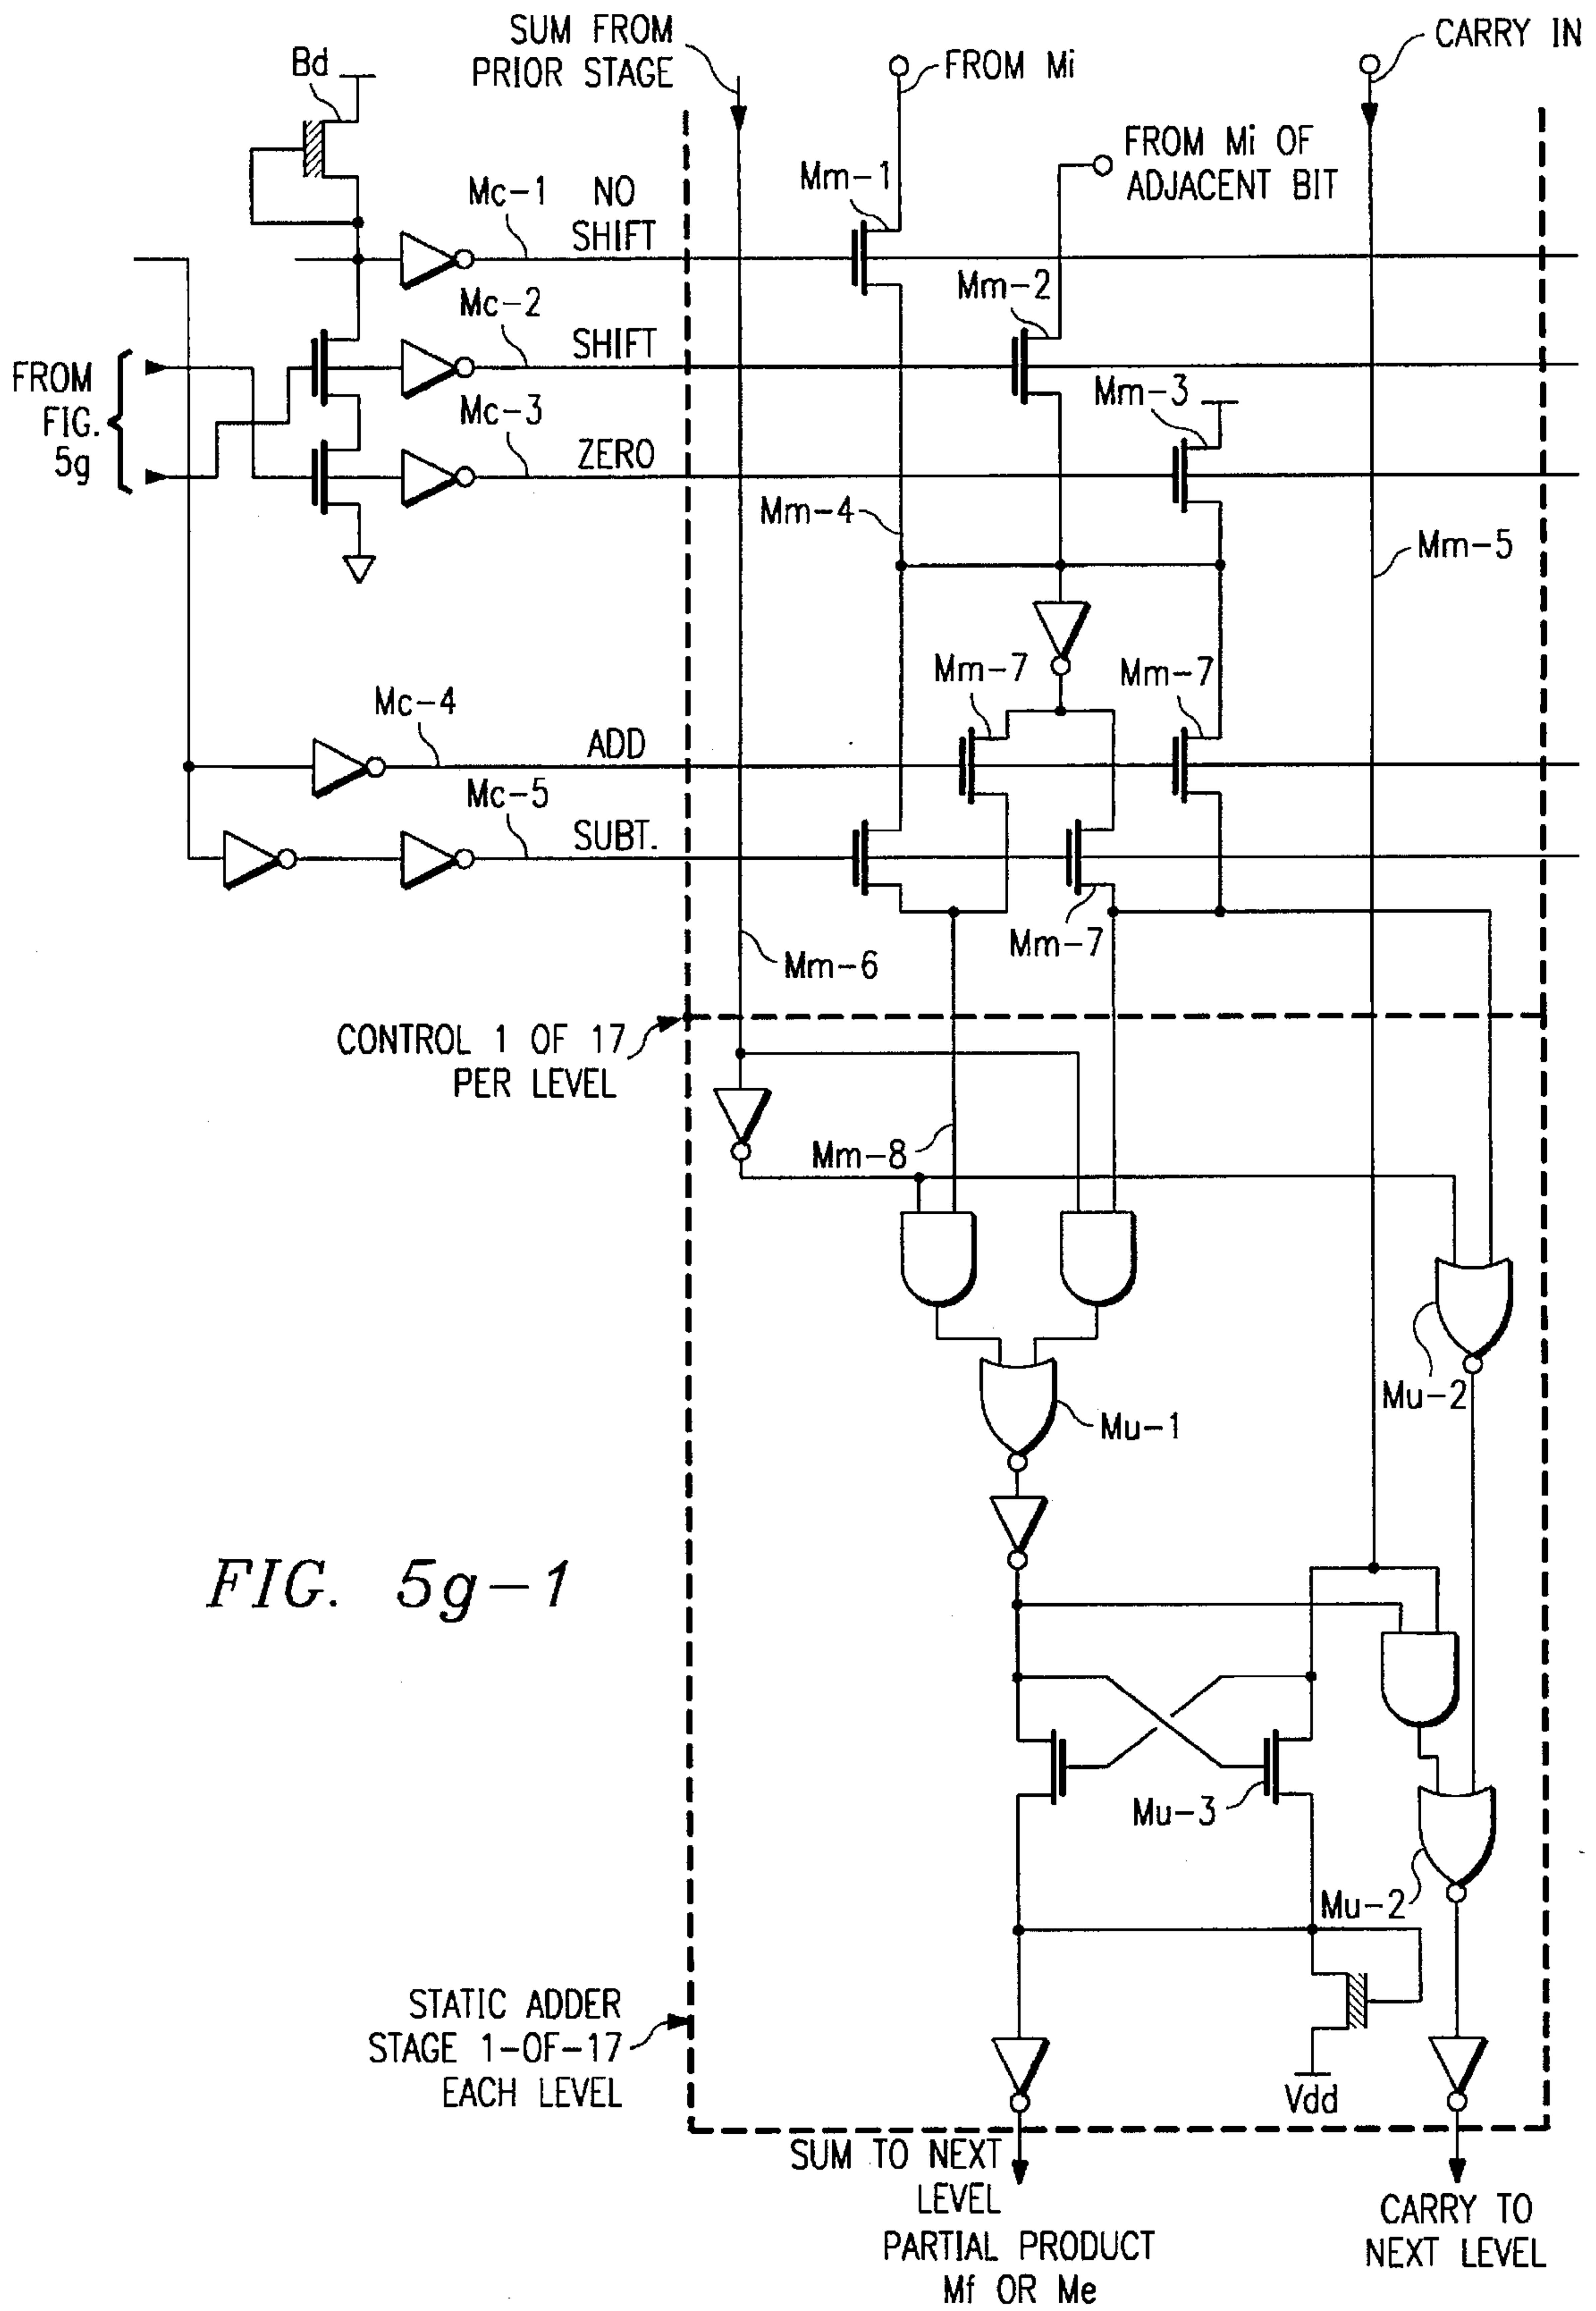 SUM FROM
PRIOR STAGE
Bd
FROM Mi
CARRY IN
FROM Mi OF
ADJACENT BIT
Mm-1
Mc-1
NO
SHIFT
Mm-2
Mc-2
SHIFT
Mm-3
FROM
FIG.
5g
Mc-3
ZERO
Mm-4
Mm-5
Mm-7
Mm-7
Mc-4
ADD
Mc-5
SUBT.
Mm-7
Mm-6
CONTROL 1 OF 17
PER LEVEL
Mm-8
Mu-2
Mu-1
FIG. 5g-1
Mu-3
Mu-2
STATIC ADDER
STAGE 1-OF-17
EACH LEVEL
Vdd
SUM TO NEXT
LEVEL
PARTIAL PRODUCT
Mf OR Me
CARRY TO
NEXT LEVEL